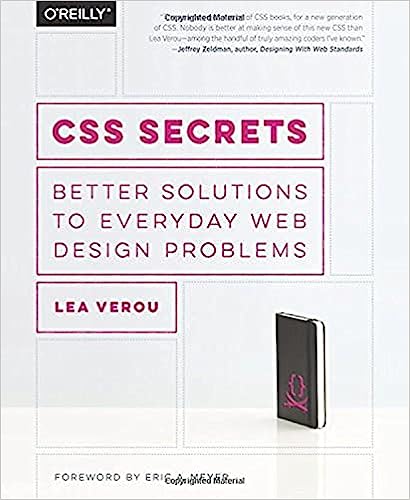 O'REILLY®
Copyrighted Material
of CSS books, for a new generation
of CSS. Nobody is better at making sense of this new CSS than
Lea Verou—among the handful of truly amazing coders I've known."
—Jeffrey Zeldman, author, Designing With Web Standards
CSS SECRETS
BETTER SOLUTIONS
TO EVERYDAY WEB
DESIGN PROBLEMS
LEA VEROU
FOREWORD BY ERIC A. MEYER
Copyrighted Material